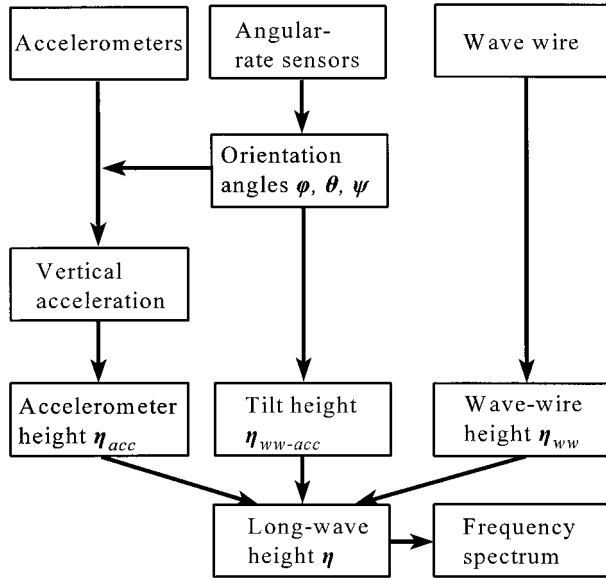 Accelerometers
Angular-
rate sensors
Wave wire
Orientation
angles φ, θ, ψ
Vertical
acceleration
Accelerometer
height η_acc
Tilt height
η_ww-acc
Wave-wire
height η_ww
Long-wave
height η
Frequency
spectrum